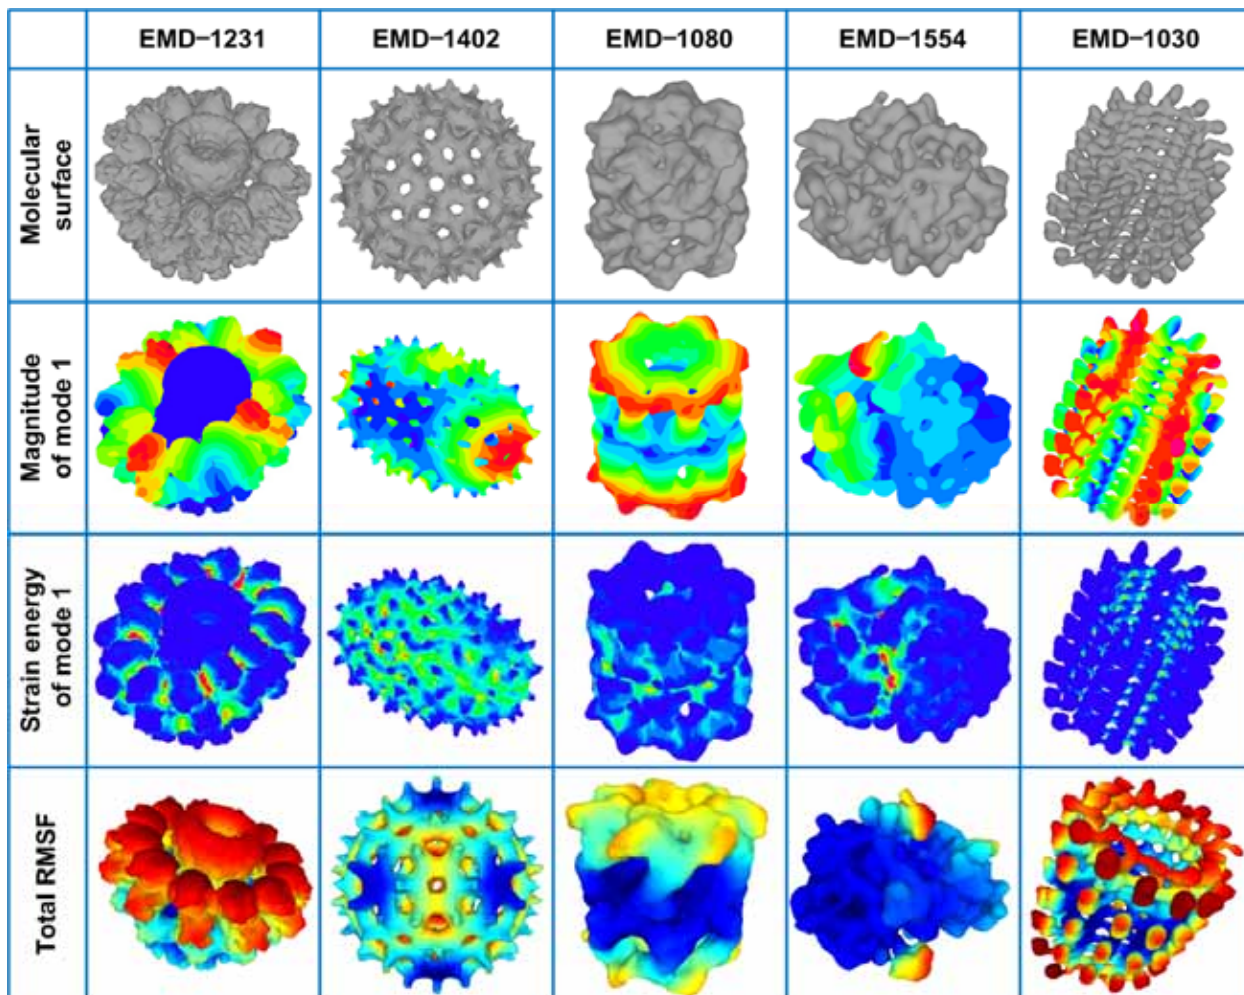 EMD–1231
EMD–1402
EMD–1080
EMD–1554
EMD–1030
Molecular
surface
Magnitude
of mode 1
Strain energy
of mode 1
Total RMSF